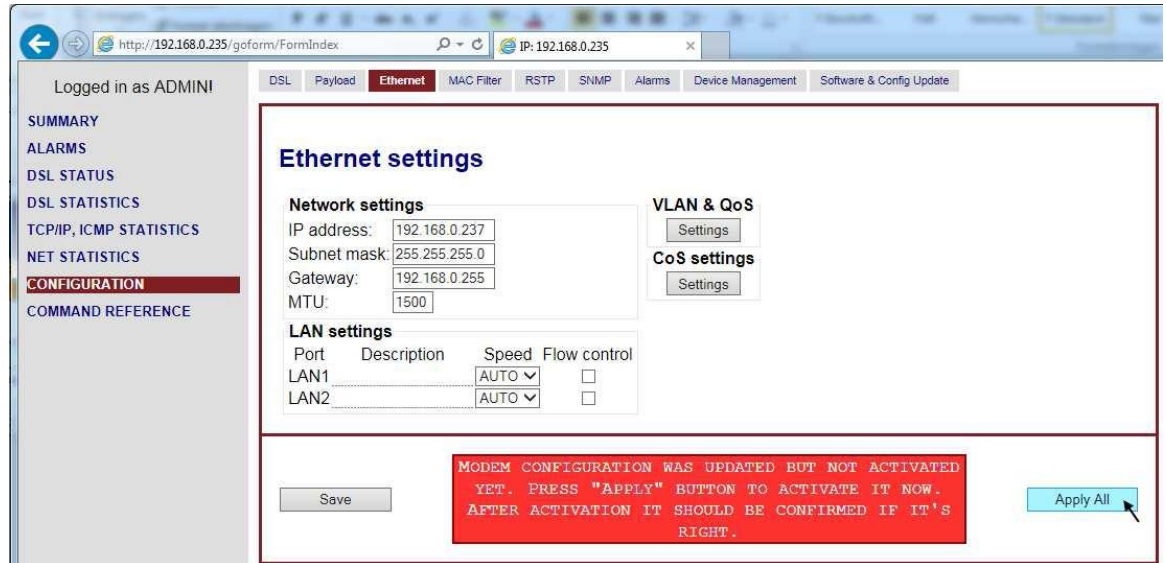 http://192.168.0.235/goform/FormIndex
IP: 192.168.0.235
Logged in as ADMIN!
SUMMARY
ALARMS
DSL STATUS
DSL STATISTICS
TCP/IP, ICMP STATISTICS
NET STATISTICS
CONFIGURATION
COMMAND REFERENCE
DSL Payload Ethernet MAC Filter RSTP SNMP Alarms Device Management Software & Config Update
Ethernet settings
Network settings
IP address: 192.168.0.237
Subnet mask: 255.255.255.0
Gateway: 192.168.0.255
MTU: 1500
VLAN & QoS
Settings
CoS settings
Settings
LAN settings
Port Description Speed Flow control
LAN1 AUTO
LAN2 AUTO
Save
MODEM CONFIGURATION WAS UPDATED BUT NOT ACTIVATED
YET. PRESS "APPLY" BUTTON TO ACTIVATE IT NOW.
AFTER ACTIVATION IT SHOULD BE CONFIRMED IF IT'S
RIGHT.
Apply All